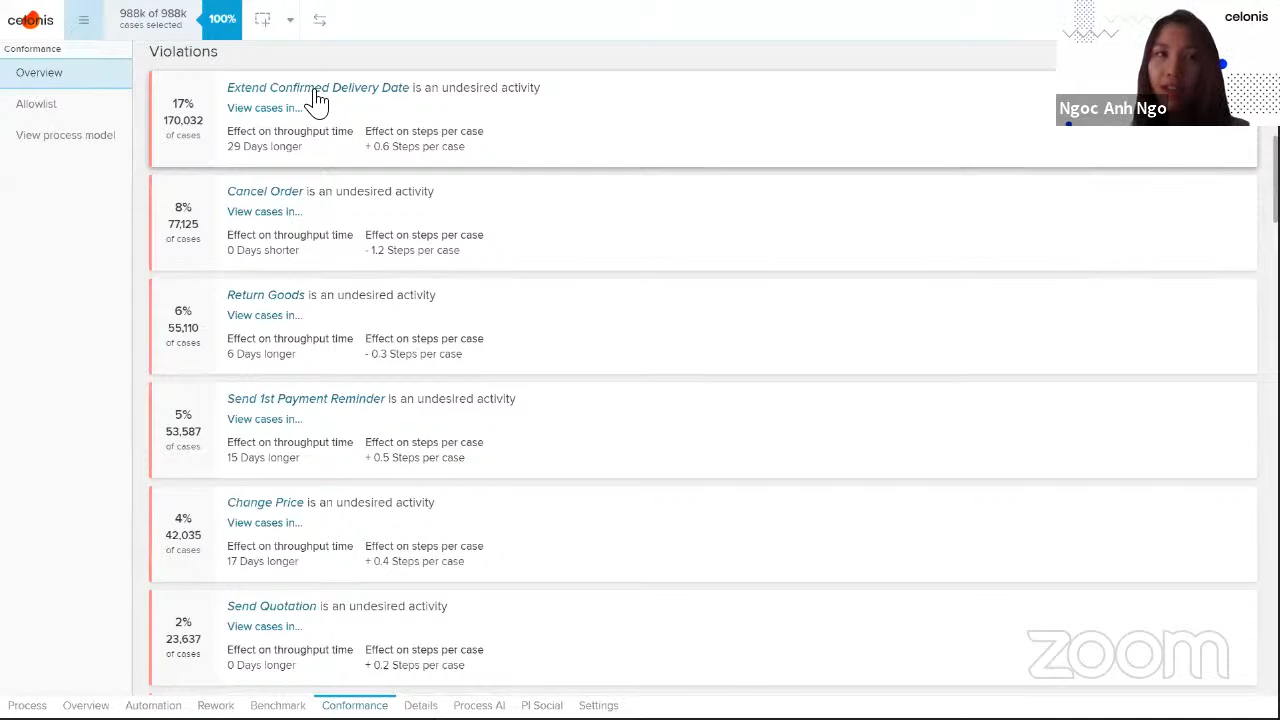 celonis
988k of 988k
cases selected
100%
celonis
Conformance
Overview
Allowlist
View process model
Ngoc Anh Ngo
Violations
17%
170,032
of cases
Extend Confirmed Delivery Date is an undesired activity
View cases in...
Effect on throughput time Effect on steps per case
29 Days longer + 0.6 Steps per case
8%
77,125
of cases
Cancel Order is an undesired activity
View cases in...
Effect on throughput time Effect on steps per case
0 Days shorter - 1.2 Steps per case
6%
55,110
of cases
Return Goods is an undesired activity
View cases in...
Effect on throughput time Effect on steps per case
6 Days longer - 0.3 Steps per case
5%
53,587
of cases
Send 1st Payment Reminder is an undesired activity
View cases in...
Effect on throughput time Effect on steps per case
15 Days longer + 0.5 Steps per case
4%
42,035
of cases
Change Price is an undesired activity
View cases in...
Effect on throughput time Effect on steps per case
17 Days longer + 0.4 Steps per case
2%
23,637
of cases
Send Quotation is an undesired activity
View cases in...
Effect on throughput time Effect on steps per case
0 Days longer + 0.2 Steps per case
zoom
Process Overview Automation Rework Benchmark Conformance Details Process AI PI Social Settings